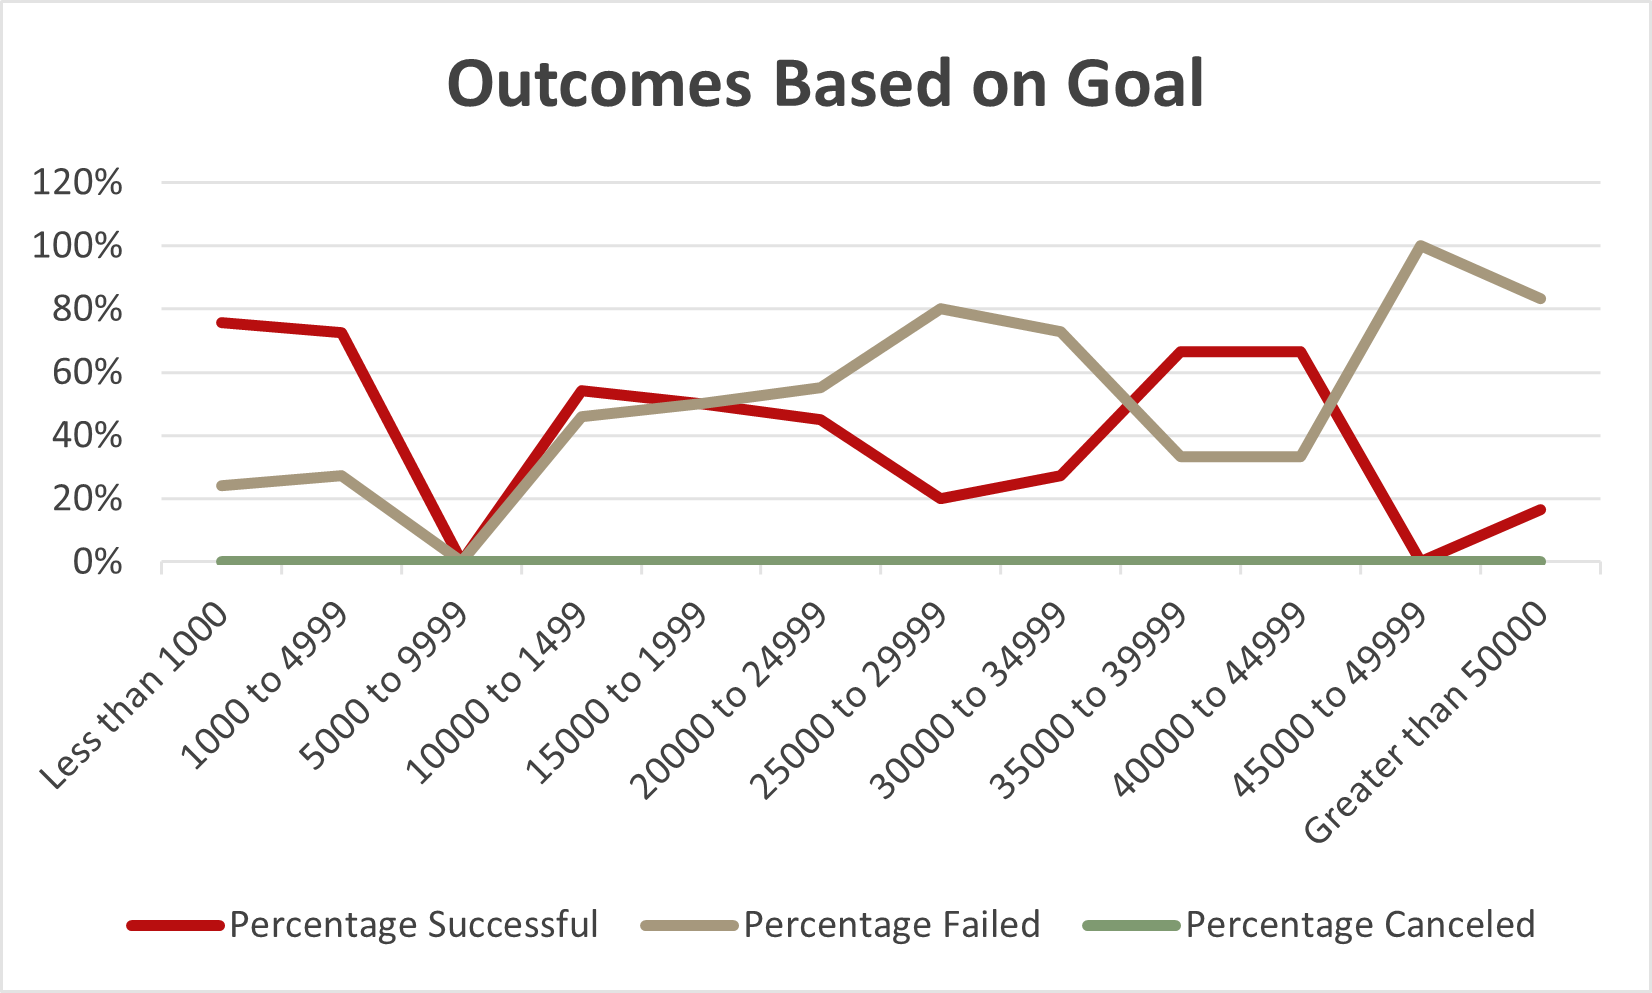 Outcomes Based on Goal
120%
100%
80%
60%
40%
20%
0%
Less than 1000
1000 to 4999
5000 to 9999
10000 to 1499
15000 to 19999
20000 to 24999
25000 to 29999
30000 to 34999
35000 to 39999
40000 to 44999
45000 to 49999
Greater than 50000
Percentage Successful
Percentage Failed
Percentage Canceled